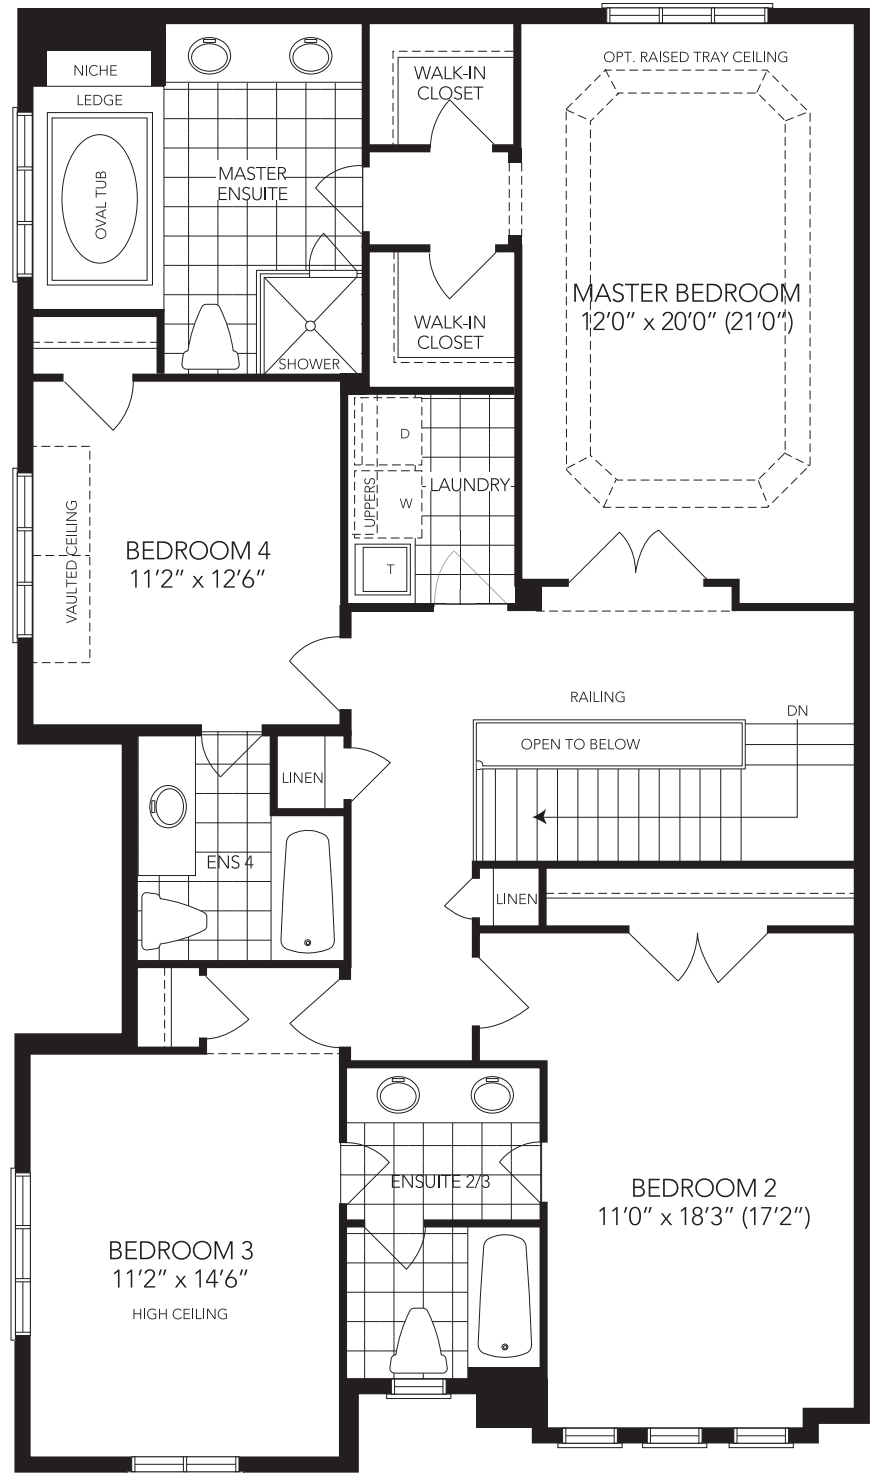 NICHE
LEDGE
OVAL TUB
MASTER
ENSUITE
SHOWER
WALK-IN
CLOSET
WALK-IN
CLOSET
OPT. RAISED TRAY CEILING
MASTER BEDROOM
12'0" x 20'0" (21'0")
D
W
UPPERS
LAUNDRY
T
VAULTED CEILING
BEDROOM 4
11'2" x 12'6"
RAILING
DN
OPEN TO BELOW
LINEN
ENS 4
LINEN
ENSUITE 2/3
BEDROOM 2
11'0" x 18'3" (17'2")
BEDROOM 3
11'2" x 14'6"
HIGH CEILING